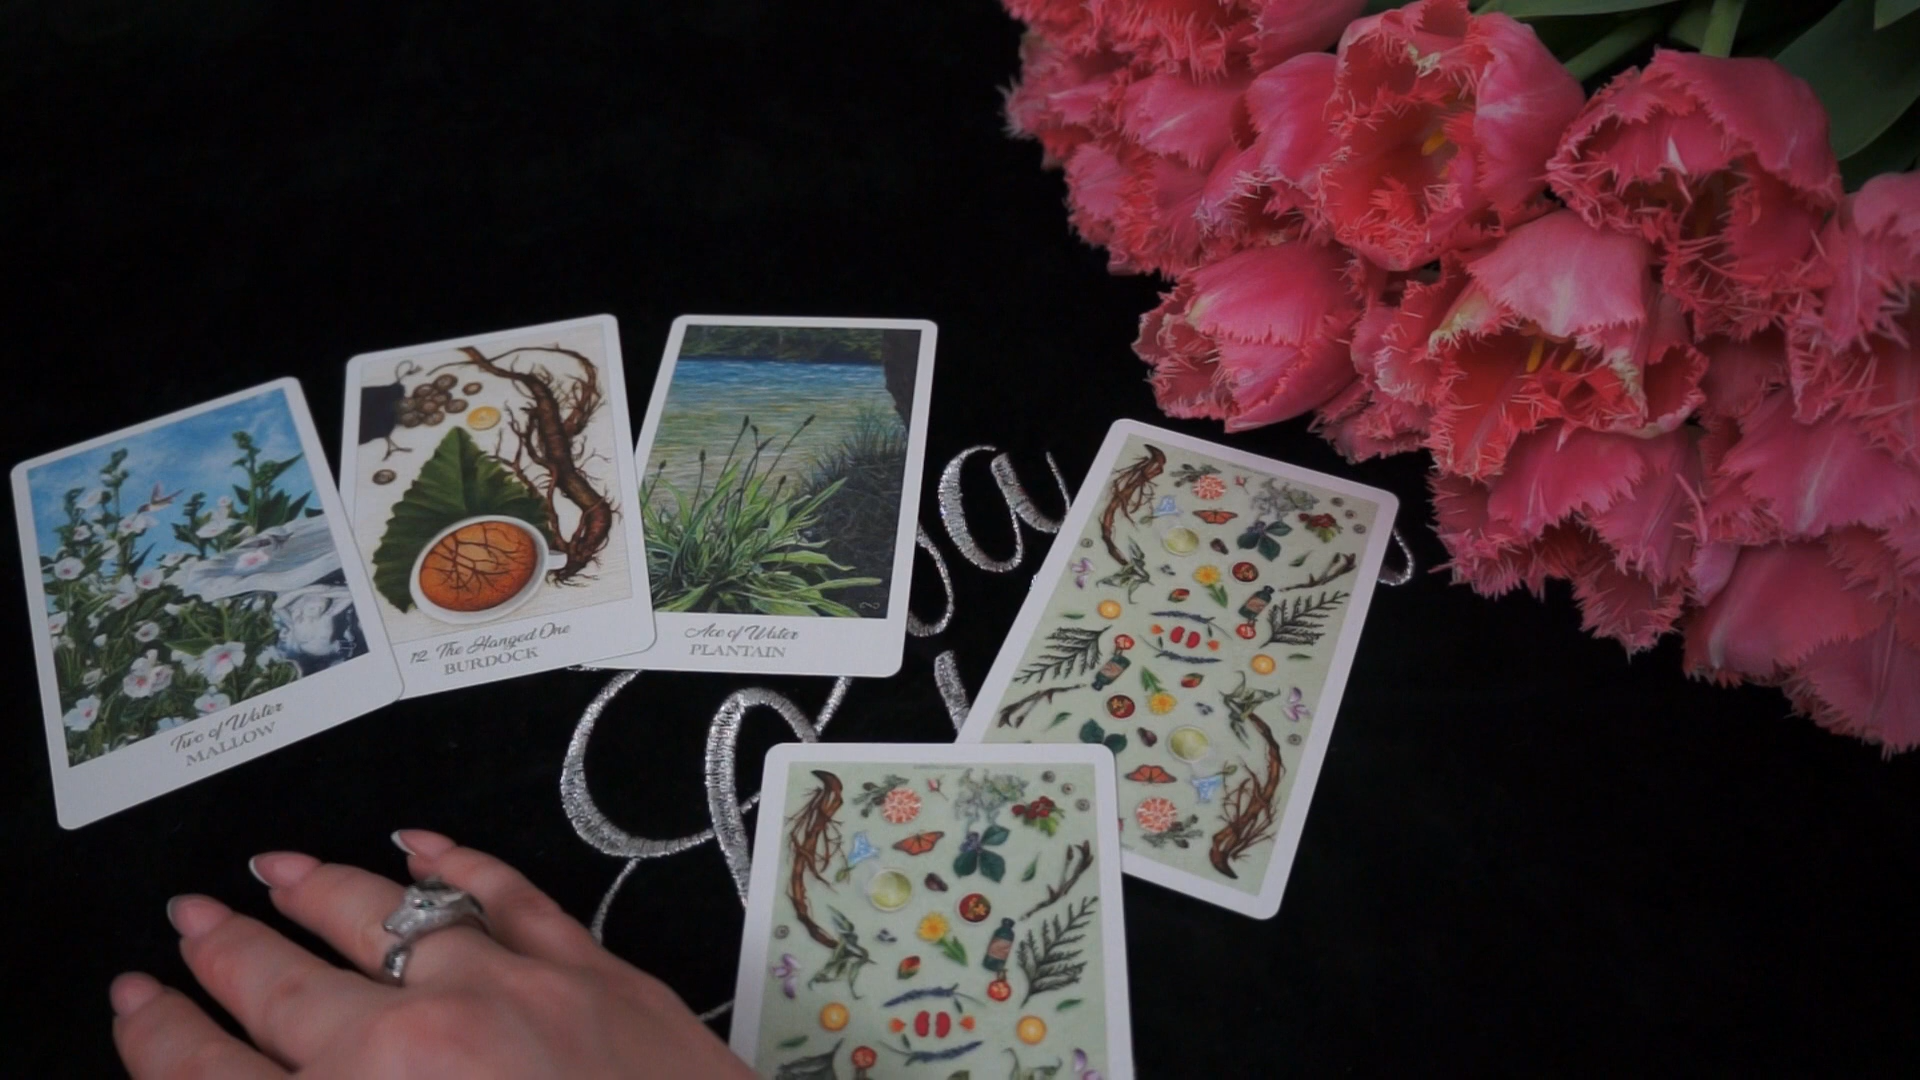 Two of Water
MALLOW
12. The Hanged One
BURDOCK
Ace of Water
PLANTAIN